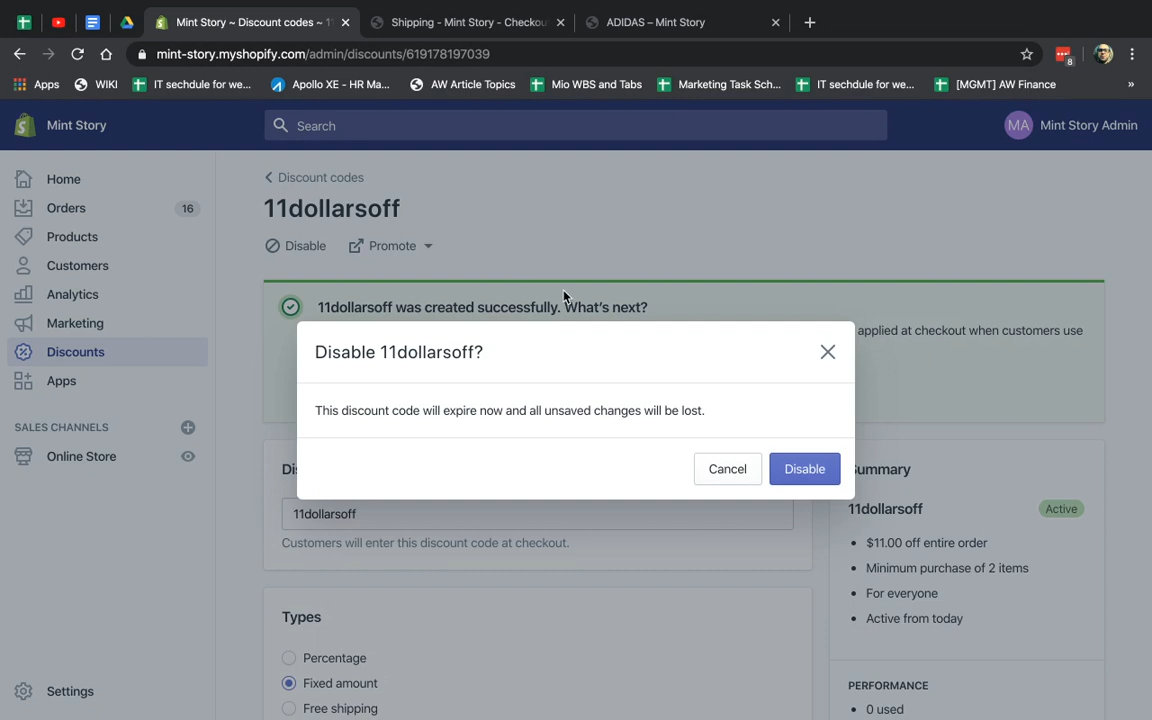 Mint Story ~ Discount codes ~ 1
Shipping - Mint Story - Checkou
ADIDAS – Mint Story
mint-story.myshopify.com/admin/discounts/619178197039
8
Apps
WIKI
IT sechdule for we...
Apollo XE - HR Ma...
AW Article Topics
Mio WBS and Tabs
Marketing Task Sch...
IT sechdule for we...
[MGMT] AW Finance
»
Mint Story
Search
MA
Mint Story Admin
Home
Orders
16
Products
Customers
Analytics
Marketing
Discounts
Apps
SALES CHANNELS
Online Store
Settings
Discount codes
11dollarsoff
Disable
Promote
11dollarsoff was created successfully. What's next?
applied at checkout when customers use
Disable 11dollarsoff?
This discount code will expire now and all unsaved changes will be lost.
Cancel
Disable
Di
11dollarsoff
Customers will enter this discount code at checkout.
Types
Percentage
Fixed amount
Free shipping
ummary
11dollarsoff
Active
• $11.00 off entire order
• Minimum purchase of 2 items
• For everyone
• Active from today
PERFORMANCE
• 0 used